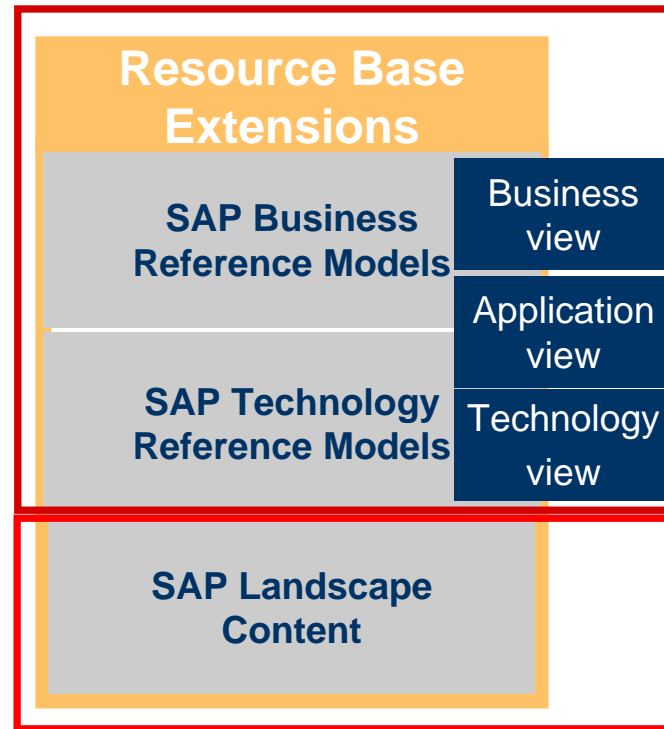 Resource Base
Extensions
SAP Business
Reference Models
Business
view
Application
view
SAP Technology
Reference Models
Technology
view
SAP Landscape
Content